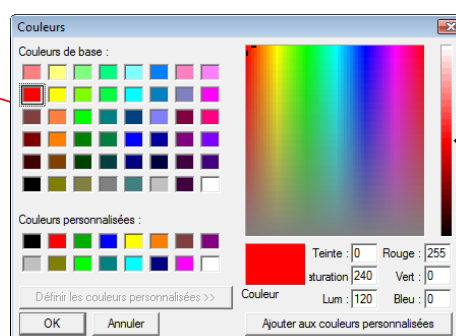 Couleurs
Couleurs de base :
Couleurs personnalisées :
Définir les couleurs personnalisées >>
OK Annuler
Couleur
Teinte : 0 Rouge : 255
aturation 240 Vert : 0
Lum : 120 Bleu : 0
Ajouter aux couleurs personnalisées